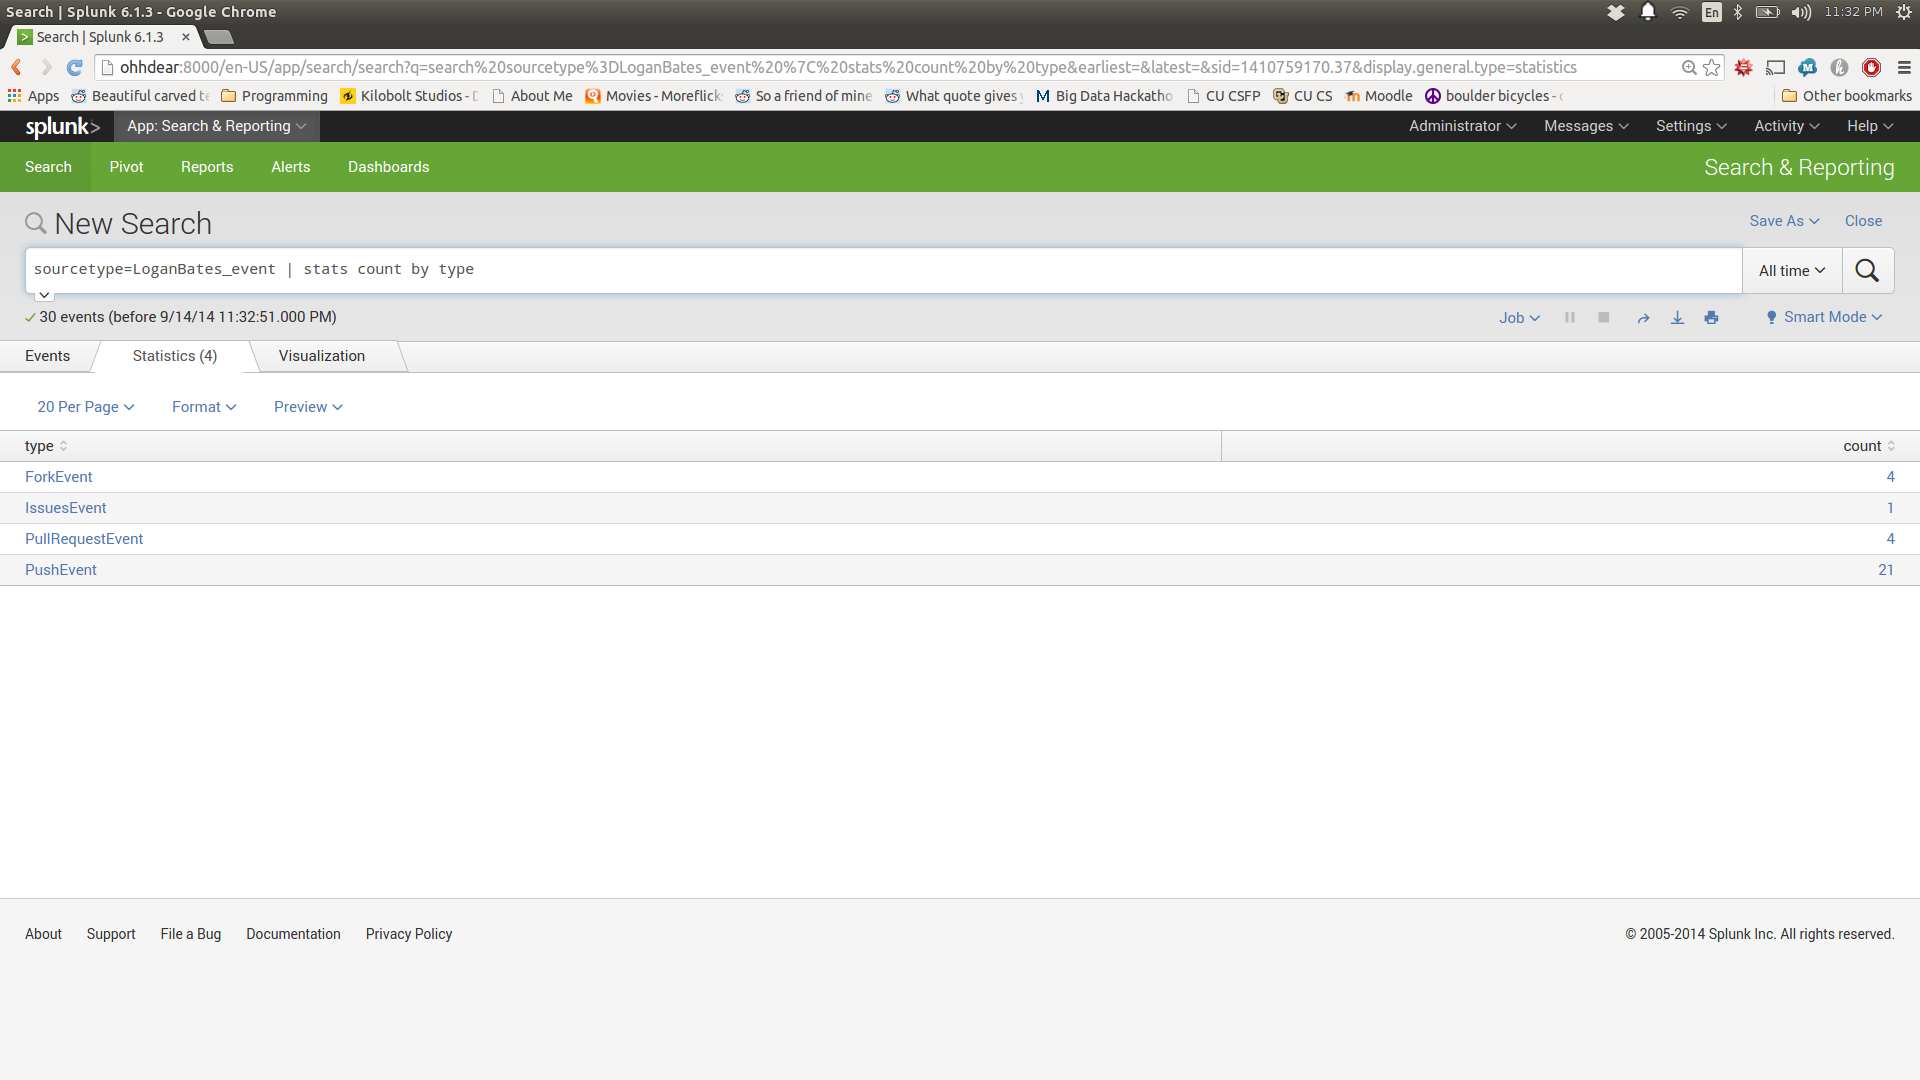 Search | Splunk 6.1.3 - Google Chrome
En
11:32 PM
Search | Splunk 6.1.3
ohhdear:8000/en-US/app/search/search?q=search%20sourcetype%3DLoganBates_event%20%7C%20stats%20count%20by%20type&earliest=&latest=&sid=1410759170.37&display.general.type=statistics
Apps Beautiful carved t Programming Kilobolt Studios - About Me Movies - Moreflick So a friend of mine What quote gives Big Data Hackatho CU CSFP CU CS Moodle boulder bicycles - Other bookmarks
splunk> App: Search & Reporting Administrator Messages Settings Activity Help
Search Pivot Reports Alerts Dashboards Search & Reporting
New Search Save As Close
sourcetype=LoganBates_event | stats count by type All time
30 events (before 9/14/14 11:32:51.000 PM) Job Smart Mode
Events Statistics (4) Visualization
20 Per Page Format Preview
type count
ForkEvent 4
IssuesEvent 1
PullRequestEvent 4
PushEvent 21
About Support File a Bug Documentation Privacy Policy © 2005-2014 Splunk Inc. All rights reserved.